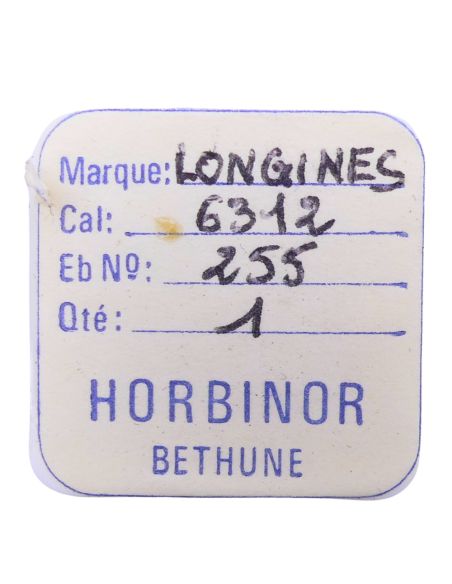 Marque: LONGINES
Cal: 6312
Eb Nº: 255
Qté: 1
HORBINOR
BETHUNE